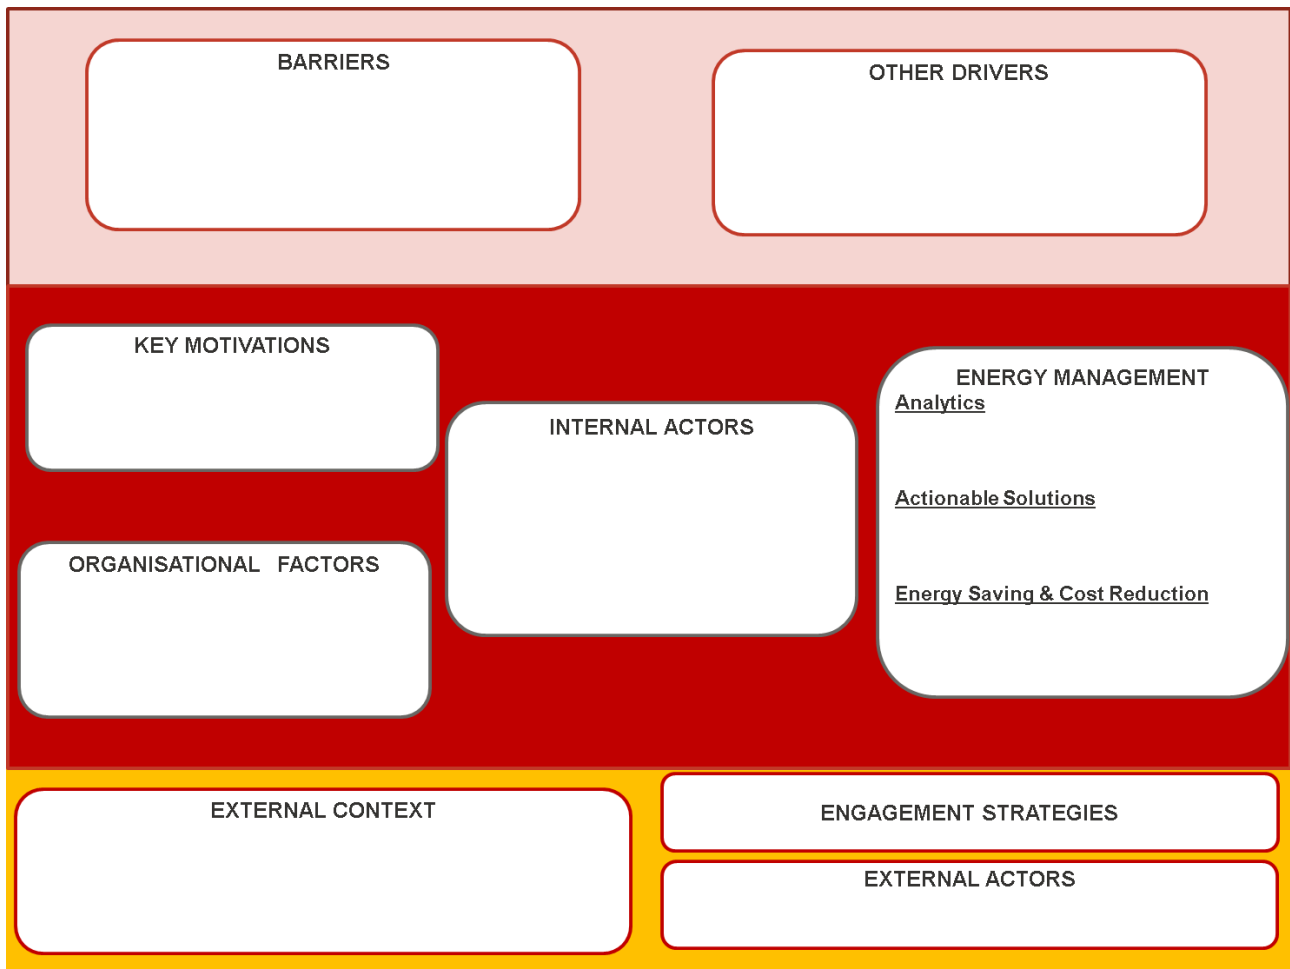 BARRIERS
OTHER DRIVERS
KEY MOTIVATIONS
ENERGY MANAGEMENT
Analytics
INTERNAL ACTORS
Actionable Solutions
ORGANISATIONAL FACTORS
Energy Saving & Cost Reduction
EXTERNAL CONTEXT
ENGAGEMENT STRATEGIES
EXTERNAL ACTORS